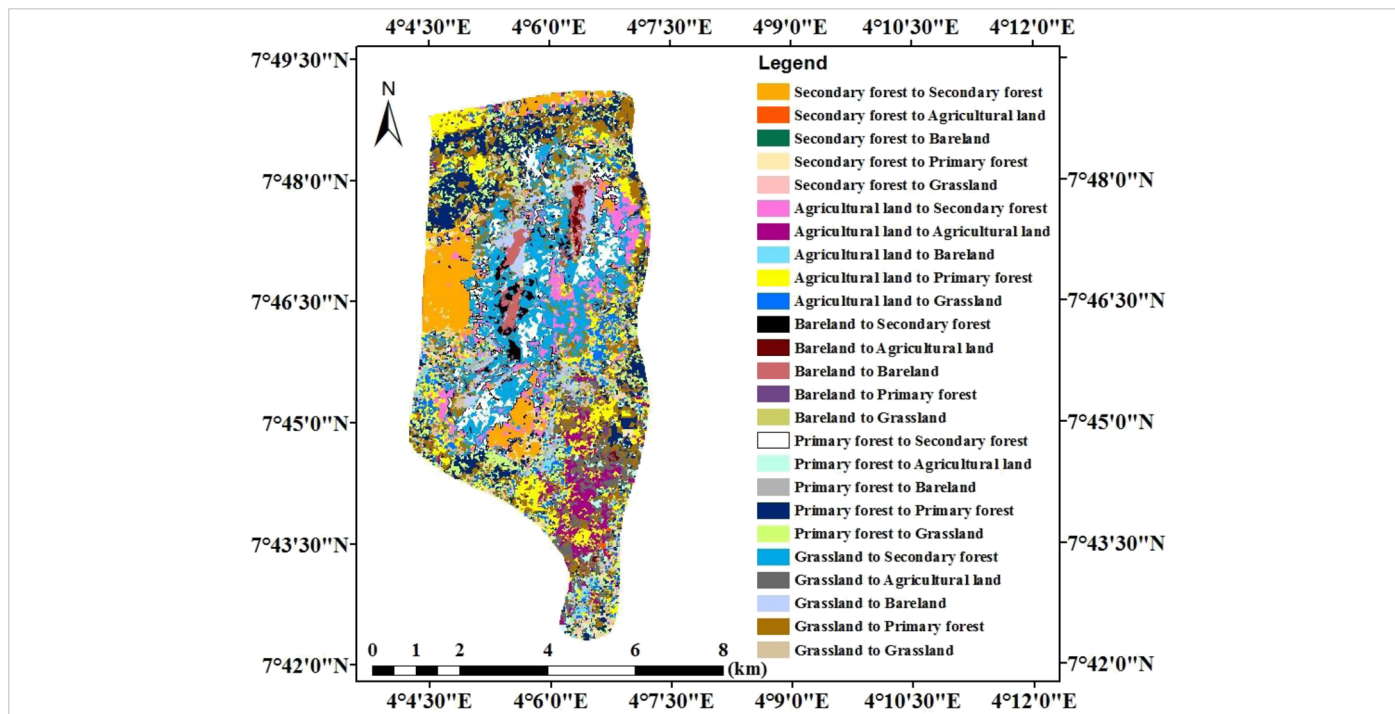 4°4'30"E 4°6'0"E 4°7'30"E 4°9'0"E 4°10'30"E 4°12'0"E
7°49'30"N
Legend
N
Secondary forest to Secondary forest
Secondary forest to Agricultural land
Secondary forest to Bareland
Secondary forest to Primary forest
7°48'0"N 7°48'0"N
Secondary forest to Grassland
Agricultural land to Secondary forest
Agricultural land to Agricultural land
Agricultural land to Bareland
Agricultural land to Primary forest
7°46'30"N Agricultural land to Grassland 7°46'30"N
Bareland to Secondary forest
Bareland to Agricultural land
Bareland to Bareland
Bareland to Primary forest
Bareland to Grassland
7°45'0"N 7°45'0"N
Primary forest to Secondary forest
Primary forest to Agricultural land
Primary forest to Bareland
Primary forest to Primary forest
Primary forest to Grassland
7°43'30"N 7°43'30"N
Grassland to Secondary forest
Grassland to Agricultural land
Grassland to Bareland
Grassland to Primary forest
Grassland to Grassland
0 1 2 4 6 8
(km)
7°42'0"N 7°42'0"N
4°4'30"E 4°6'0"E 4°7'30"E 4°9'0"E 4°10'30"E 4°12'0"E